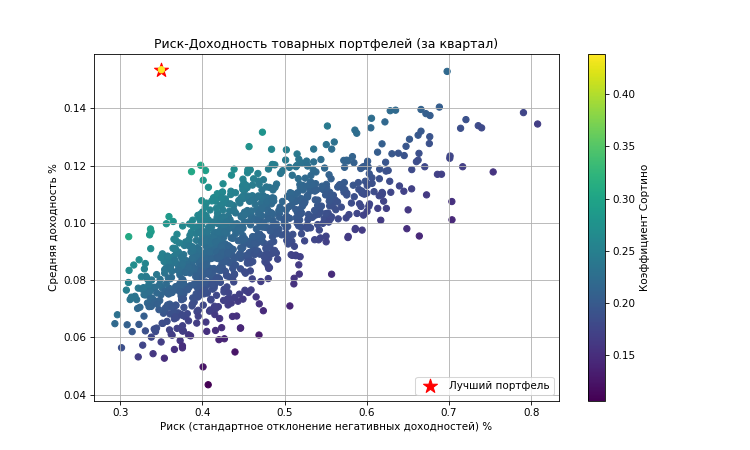 Риск-Доходность товарных портфелей (за квартал)
Средняя доходность %
0.14
0.12
0.10
0.08
0.06
0.04
0.3 0.4 0.5 0.6 0.7 0.8
Риск (стандартное отклонение негативных доходностей) %
Лучший портфель
0.40
0.35
0.30
0.25
0.20
0.15
Коэффициент Сортино